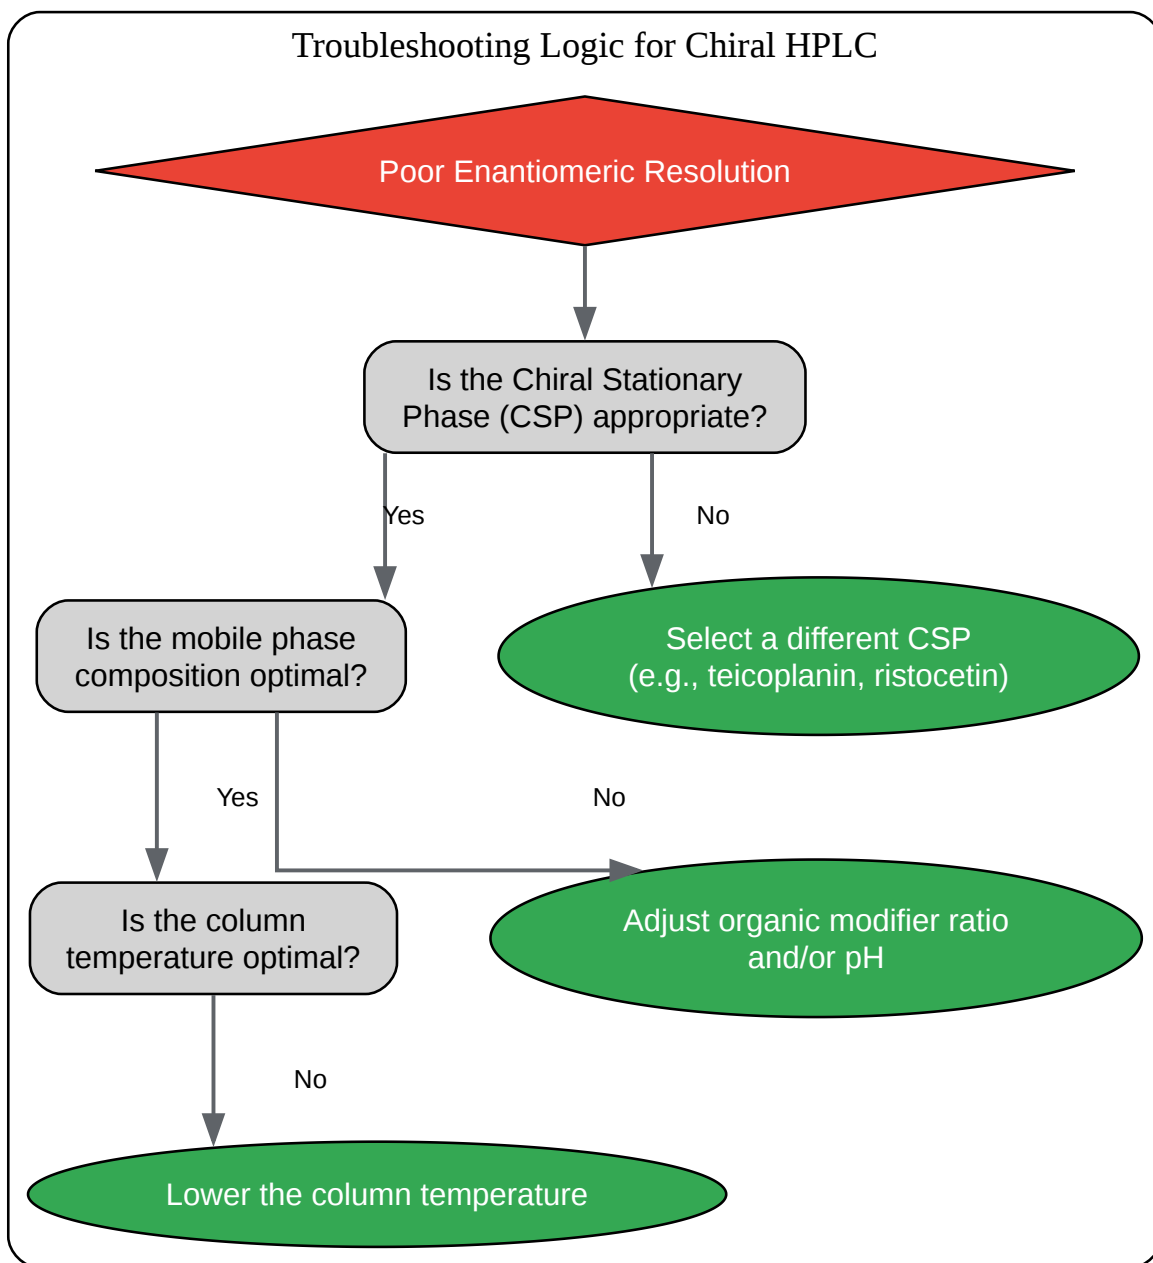 Troubleshooting Logic for Chiral HPLC
Poor Enantiomeric Resolution
Is the Chiral Stationary
Phase (CSP) appropriate?
Yes
No
Is the mobile phase
composition optimal?
Select a different CSP
(e.g., teicoplanin, ristocetin)
Yes
No
Is the column
temperature optimal?
Adjust organic modifier ratio
and/or pH
No
Lower the column temperature